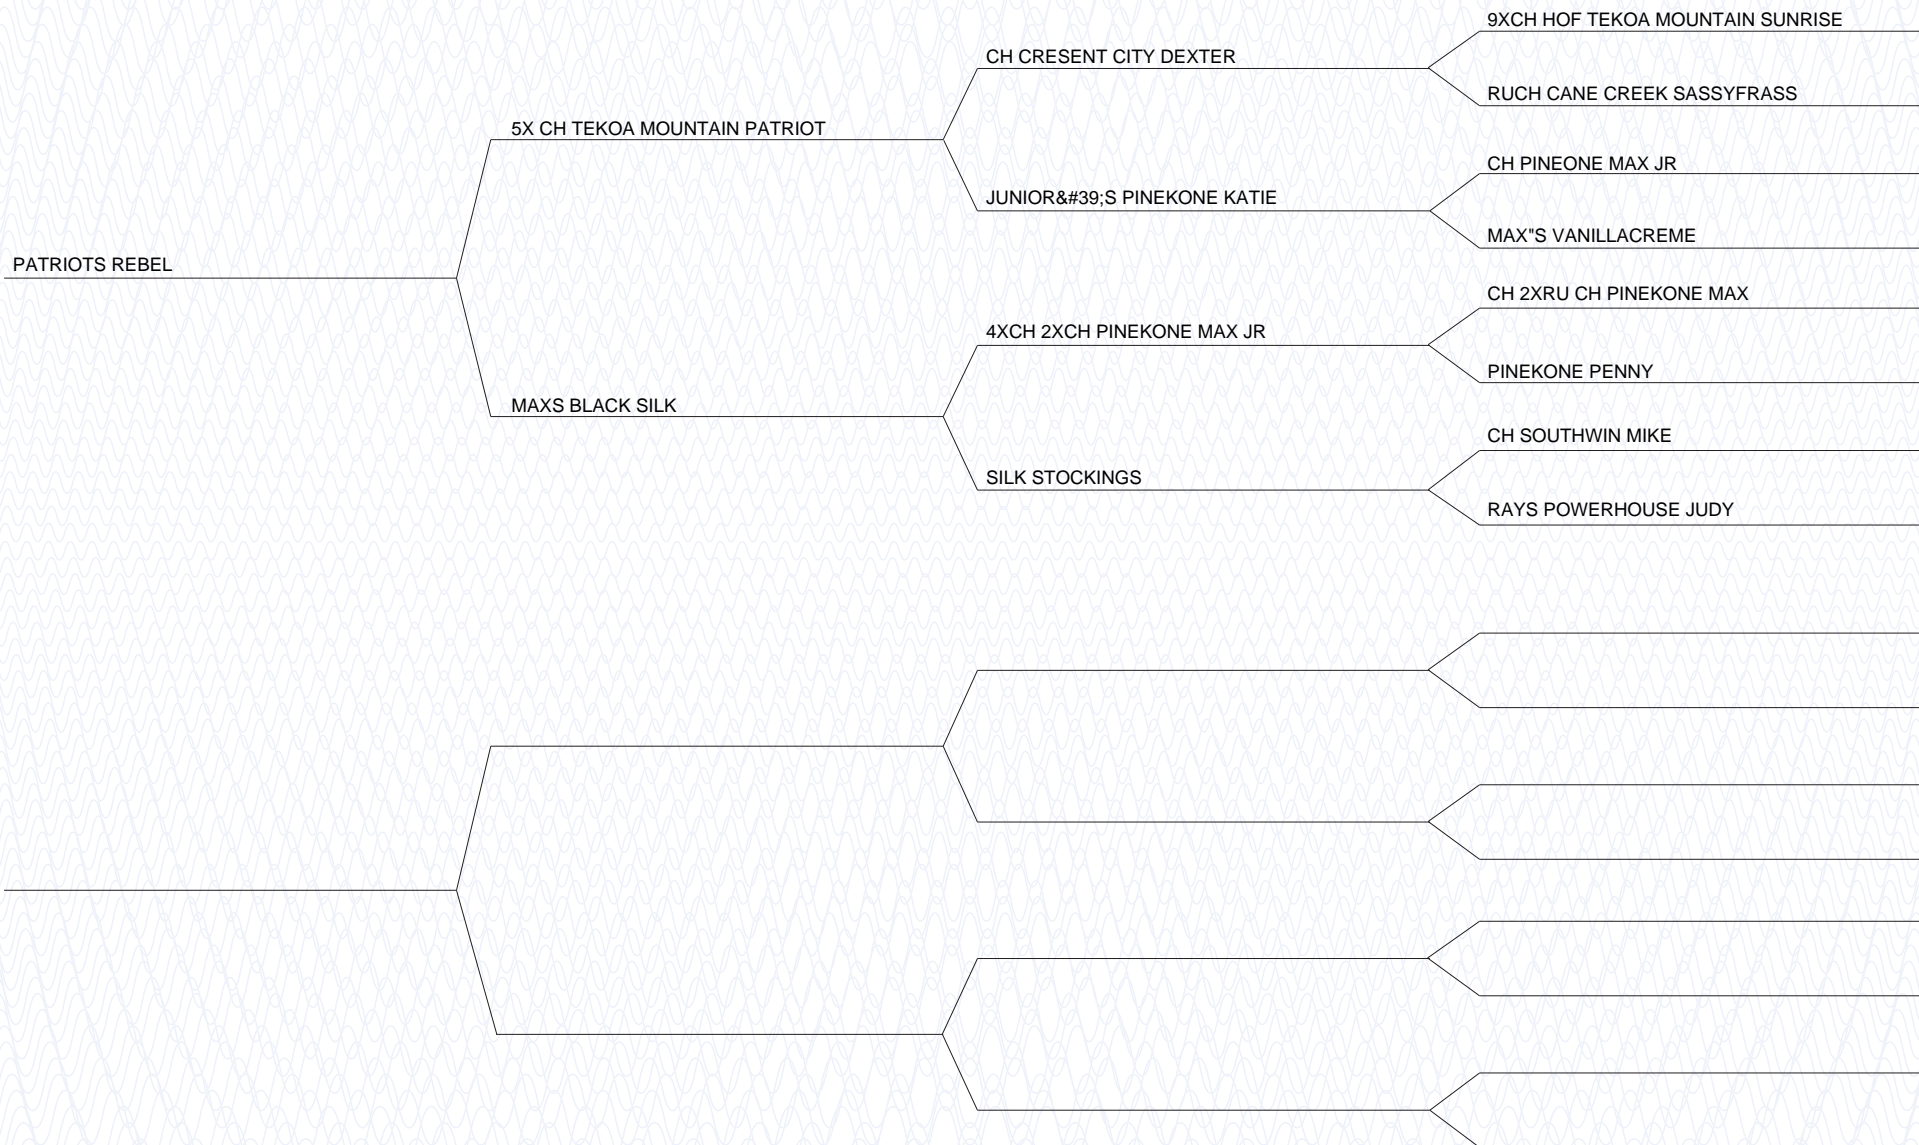 9XCH HOF TEKOA MOUNTAIN SUNRISE
CH CRESENT CITY DEXTER
RUCH CANE CREEK SASSYFRASS
5X CH TEKOA MOUNTAIN PATRIOT
CH PINEONE MAX JR
JUNIOR&#39;S PINEKONE KATIE
MAX"S VANILLACREME
PATRIOTS REBEL
CH 2XRU CH PINEKONE MAX
4XCH 2XCH PINEKONE MAX JR
PINEKONE PENNY
MAXS BLACK SILK
CH SOUTHWIN MIKE
SILK STOCKINGS
RAYS POWERHOUSE JUDY